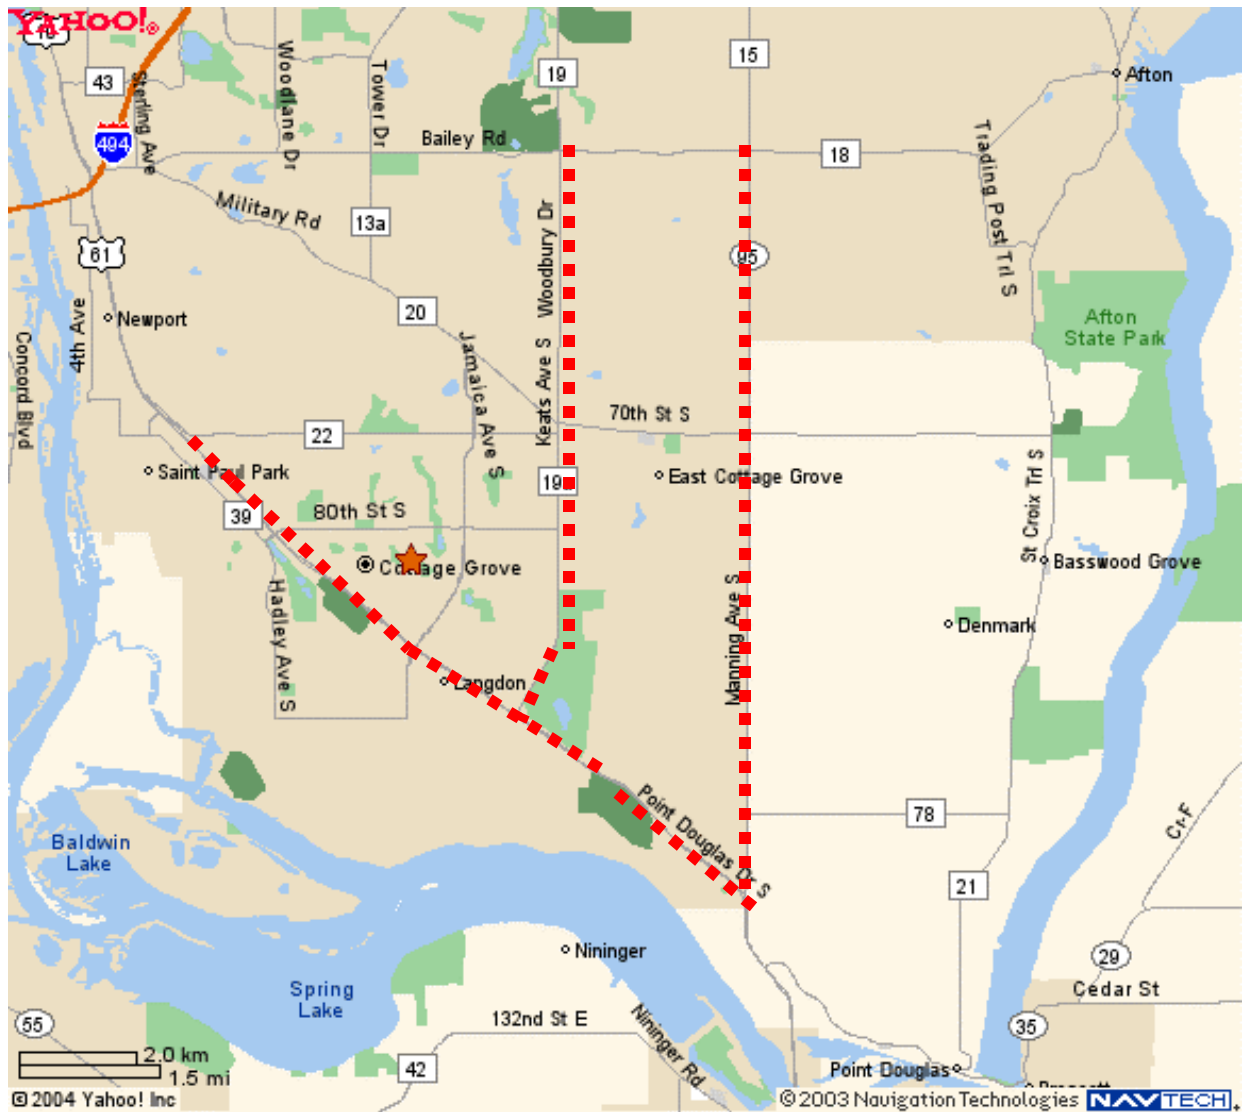 YAHOO!®
15
19
Afton
43
Sterling Ave
Woodlane Dr
Tower Dr
494
Bailey Rd
18
Trading Post Trl S
Military Rd
13a
Woodbury Dr
61
95
Newport
4th Ave
20
Afton
State Park
Concord Blvd
Jamaica Ave S
Keats Ave S
70th St S
22
Saint Paul Park
19
East Cottage Grove
39
80th St S
St Croix Trl S
Cottage Grove
Basswood Grove
Hadley Ave S
Manning Ave S
Denmark
Langdon
Point Douglas Dr S
78
Cr-F
Baldwin
Lake
21
Nininger
29
Spring
Lake
Cedar St
55
132nd St E
Nininger Rd
35
2.0 km
42
Point Douglas
1.5 mi
Prescott
© 2004 Yahoo! Inc
© 2003 Navigation Technologies NAVTECH